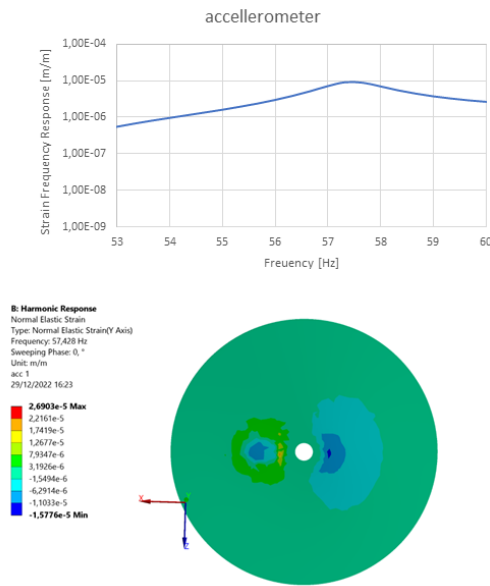 accellerometer
Strain Frequency Response [m/m]
1,00E-04
1,00E-05
1,00E-06
1,00E-07
1,00E-08
1,00E-09
53 54 55 56 57 58 59 60
Freuency [Hz]
B: Harmonic Response
Normal Elastic Strain
Type: Normal Elastic Strain(Y Axis)
Frequency: 57,428 Hz
Sweeping Phase: 0, °
Unit: m/m
acc 1
29/12/2022 16:23
2,6903e-5 Max
2,2161e-5
1,7419e-5
1,2677e-5
7,9347e-6
3,1926e-6
-1,5494e-6
-6,2914e-6
-1,1033e-5
-1,5776e-5 Min
X
Y
Z